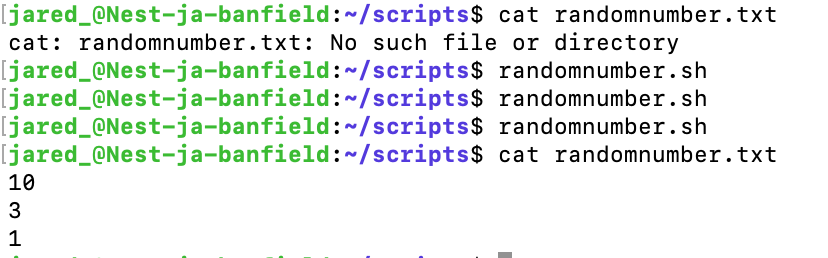 [jared_@Nest-ja-banfield:~/scripts$ cat randomnumber.txt
cat: randomnumber.txt: No such file or directory
[jared_@Nest-ja-banfield:~/scripts$ randomnumber.sh
[jared_@Nest-ja-banfield:~/scripts$ randomnumber.sh
[jared_@Nest-ja-banfield:~/scripts$ randomnumber.sh
[jared_@Nest-ja-banfield:~/scripts$ cat randomnumber.txt
10
3
1